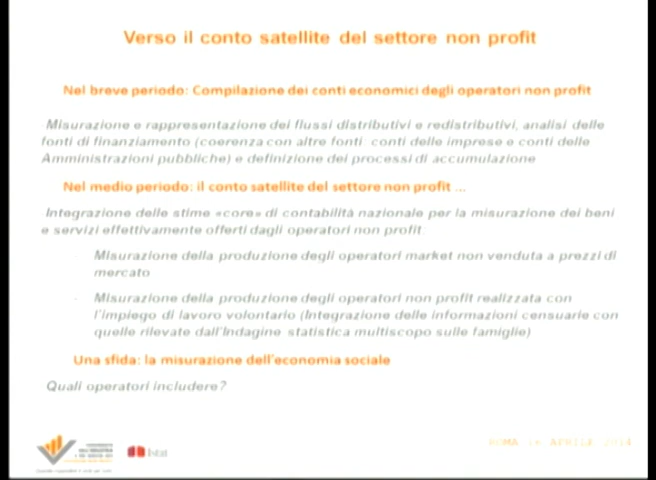 Verso il conto satellite del settore non profit
Nel breve periodo: Compilazione dei conti economici degli operatori non profit
Misurazione e rappresentazione dei flussi distributivi e redistributivi, analisi delle
fonti di finanziamento (coerenza con altre fonti conti delle imprese e conti delle
Amministrazioni pubbliche) e definizione dei processi di accumulazione
Nel medio periodo: il conto satellite del settore non profit ...
Integrazione delle stime «core» di contabilità nazionale per la misurazione dei beni
e servizi effettivamente offerti dagli operatori non profit
- Misurazione della produzione degli operatori market non venduta a prezzi di
mercato
- Misurazione della produzione degli operatori non profit realizzata con
l'impiego di lavoro volontario (Integrazione delle informazioni censuarie con
quelle rilevate dall'Indagine statistica multiscopo sulle famiglie)
Una sfida: la misurazione dell'economia sociale
Quali operatori includere?
Istat
ROMA APRILE 2014